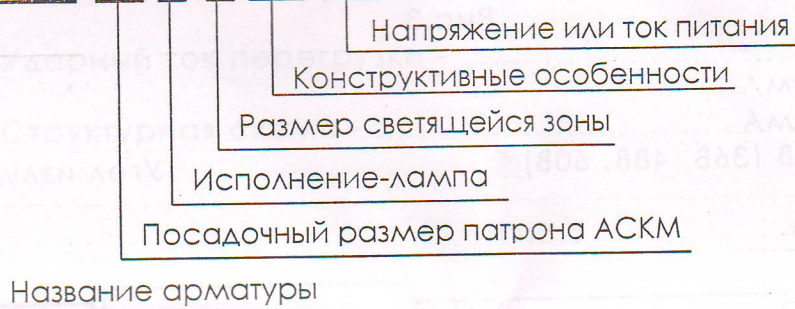 Напряжение или ток питания
Конструктивные особенности
Размер светящейся зоны
Исполнение-лампа
Посадочный размер патрона АСКМ
Название арматуры